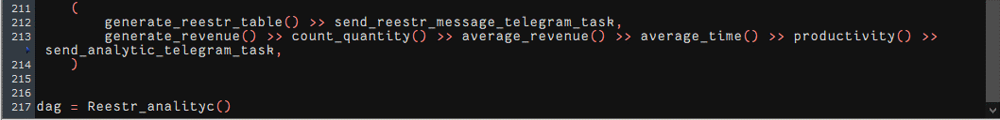 211     (
212         generate_reestr_table() >> send_reestr_message_telegram_task,
213         generate_revenue() >> count_quantity() >> average_revenue() >> average_time() >> productivity() >>
send_analytic_telegram_task,
214     )
215
216
217 dag = Reestr_analityc()